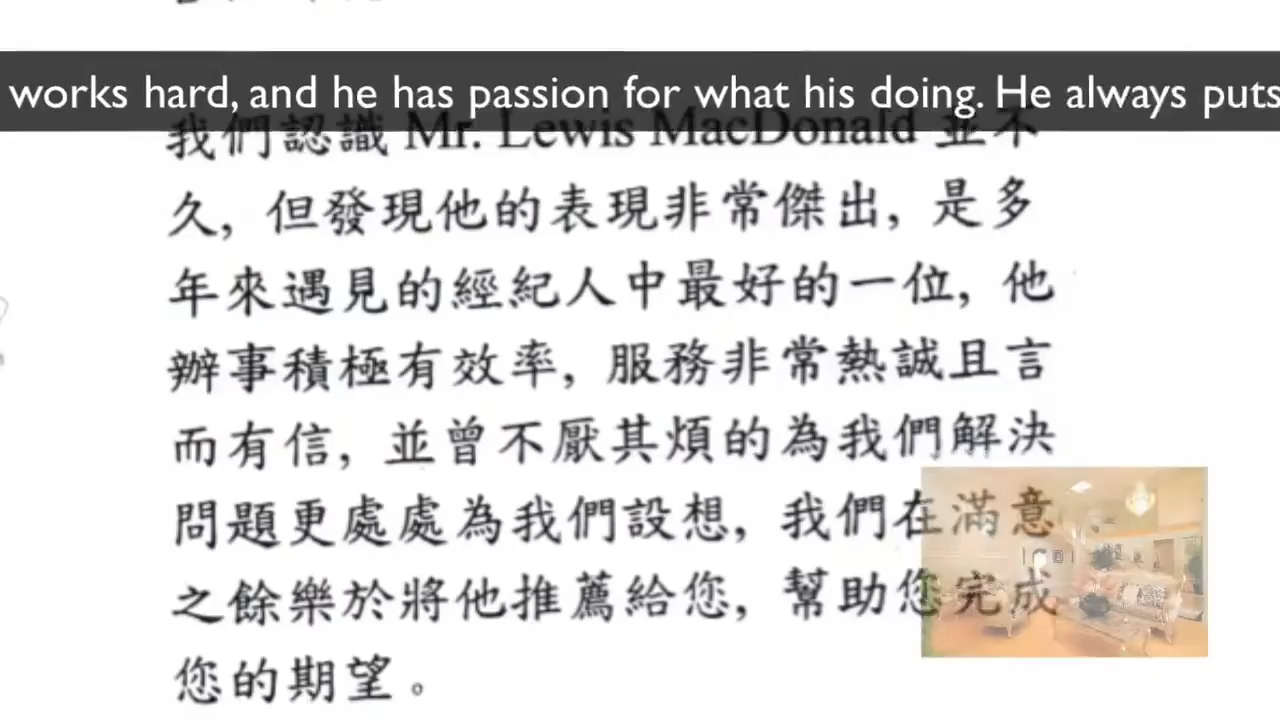 works hard, and he has passion for what his doing. He always puts
我們認識 Mr. Lewis MacDonald 並不
久, 但發現他的表現非常傑出, 是多
年來遇見的經紀人中最好的一位, 他
辦事積極有效率, 服務非常熱誠且言
而有信, 並曾不厭其煩的為我們解決
問題更處處為我們設想, 我們在滿意
之餘樂於將他推薦給您, 幫助您完成
您的期望。